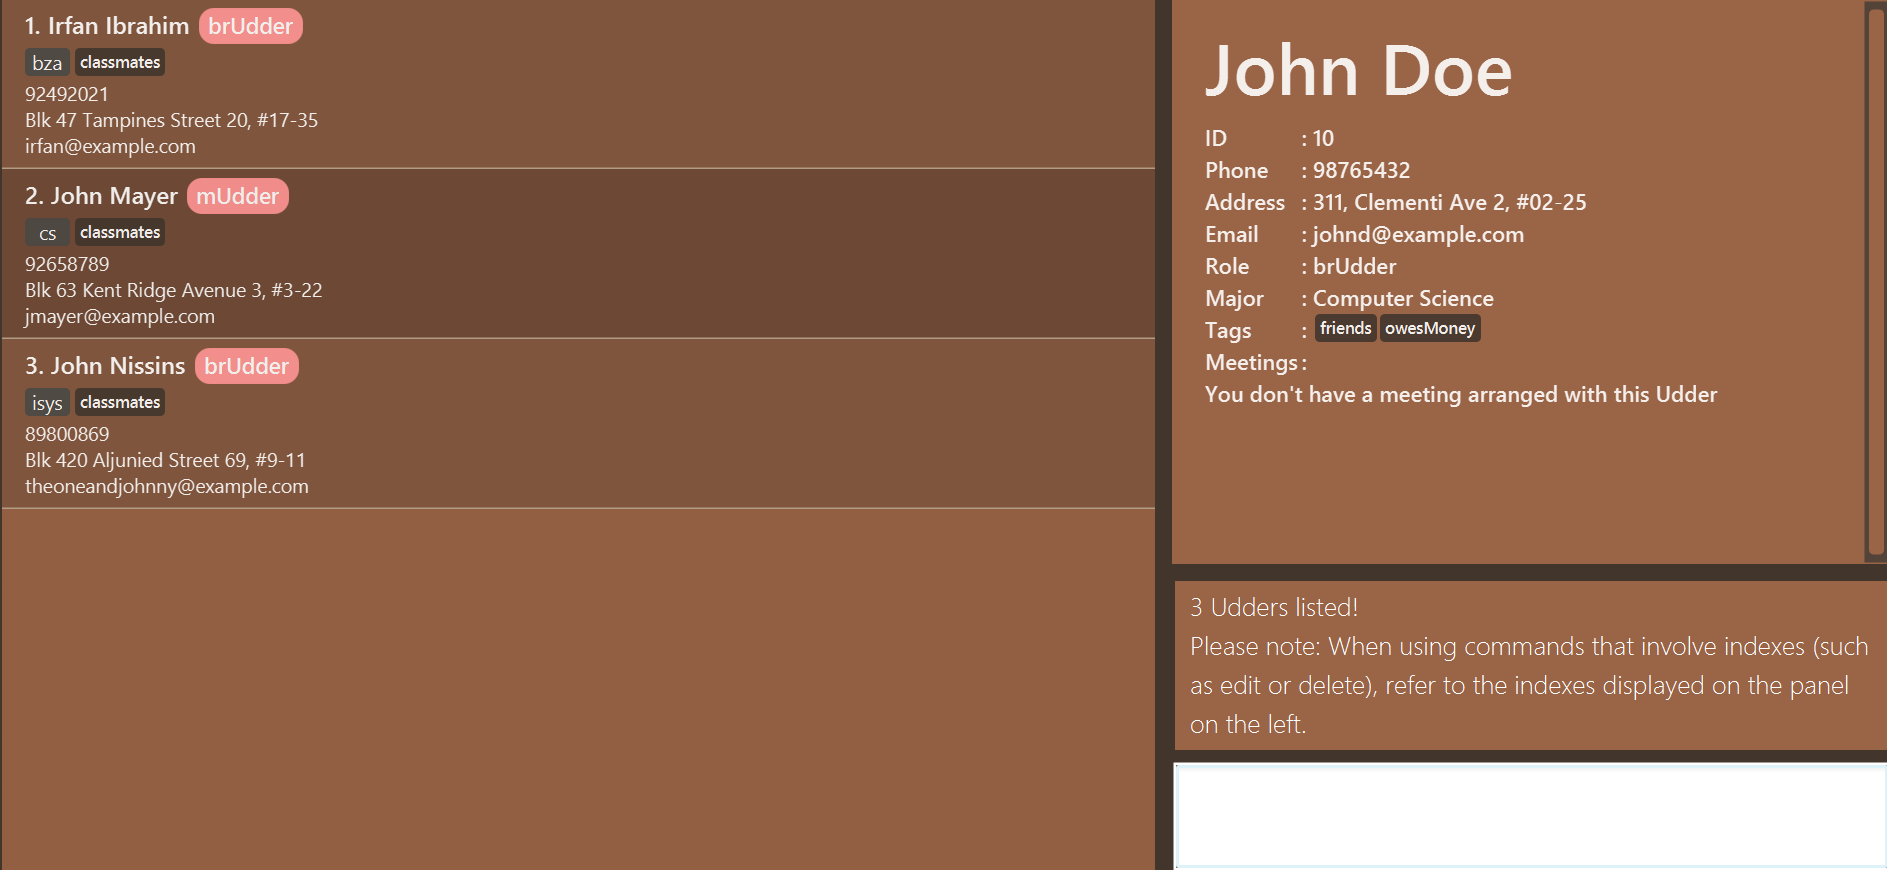 1. Irfan Ibrahim brUdder
bza classmates
92492021
Blk 47 Tampines Street 20, #17-35
irfan@example.com
2. John Mayer mUdder
cs classmates
92658789
Blk 63 Kent Ridge Avenue 3, #3-22
jmayer@example.com
3. John Nissins brUdder
isys classmates
89800869
Blk 420 Aljunied Street 69, #9-11
theoneandjohnny@example.com
John Doe
ID : 10
Phone : 98765432
Address : 311, Clementi Ave 2, #02-25
Email : johnd@example.com
Role : brUdder
Major : Computer Science
Tags : friends owesMoney
Meetings :
You don't have a meeting arranged with this Udder
3 Udders listed!
Please note: When using commands that involve indexes (such
as edit or delete), refer to the indexes displayed on the panel
on the left.